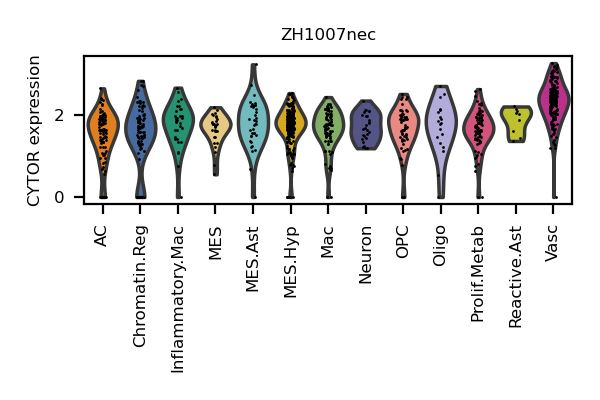 ZH1007nec
CYTOR expression
2
0
AC
Chromatin.Reg
Inflammatory.Mac
MES
MES.Ast
MES.Hyp
Mac
Neuron
OPC
Oligo
Prolif.Metab
Reactive.Ast
Vasc